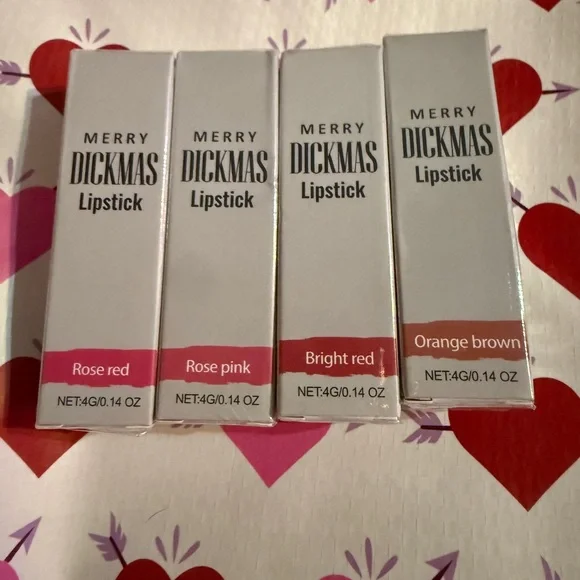 MERRY
DICKMAS
Lipstick
Rose red
NET:4G/0.14 OZ
MERRY
DICKMAS
Lipstick
Rose pink
NET:4G/0.14 OZ
MERRY
DICKMAS
Lipstick
Bright red
NET:4G/0.14 OZ
MERRY
DICKMAS
Lipstick
Orange brown
NET:4G/0.14 OZ